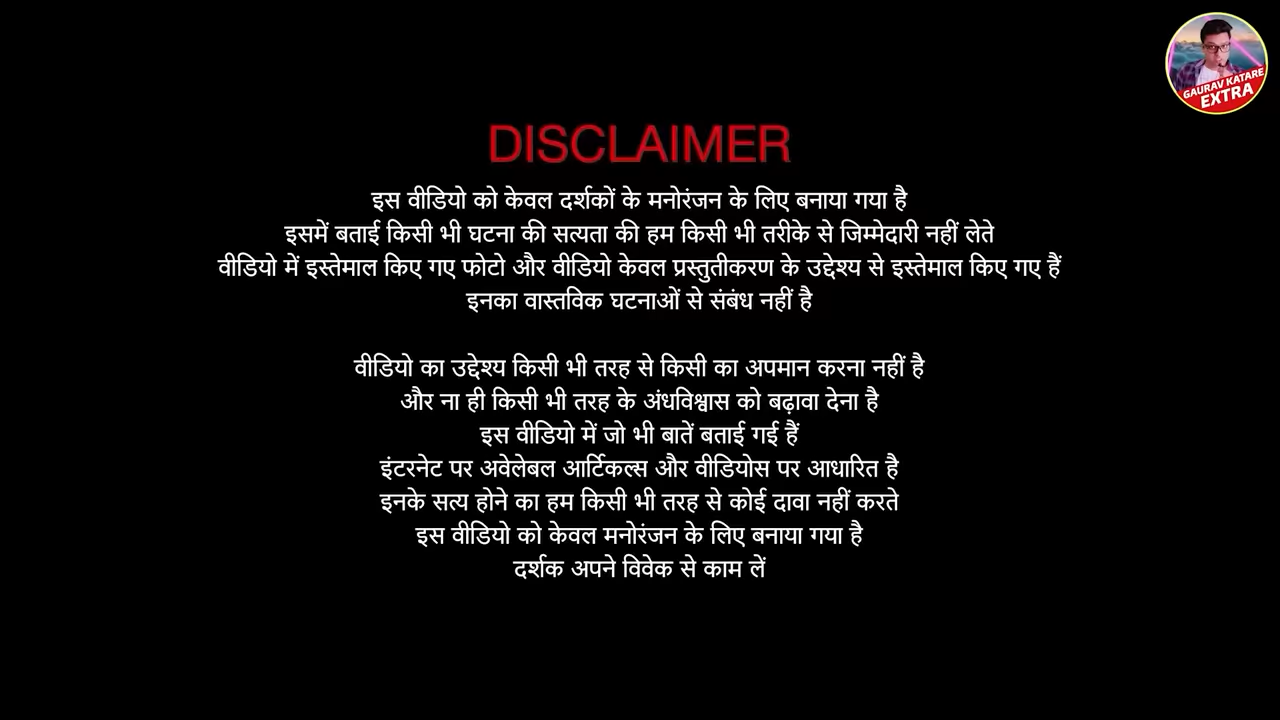 GAURAV KATARE
EXTRA
DISCLAIMER
इस वीडियो को केवल दर्शकों के मनोरंजन के लिए बनाया गया है
इसमें बताई किसी भी घटना की सत्यता की हम किसी भी तरीके से जिम्मेदारी नहीं लेते
वीडियो में इस्तेमाल किए गए फोटो और वीडियो केवल प्रस्तुतीकरण के उद्देश्य से इस्तेमाल किए गए हैं
इनका वास्तविक घटनाओं से संबंध नहीं है
वीडियो का उद्देश्य किसी भी तरह से किसी का अपमान करना नहीं है
और ना ही किसी भी तरह के अंधविश्वास को बढ़ावा देना है
इस वीडियो में जो भी बातें बताई गई हैं
इंटरनेट पर अवेलेबल आर्टिकल्स और वीडियोस पर आधारित है
इनके सत्य होने का हम किसी भी तरह से कोई दावा नहीं करते
इस वीडियो को केवल मनोरंजन के लिए बनाया गया है
दर्शक अपने विवेक से काम लें